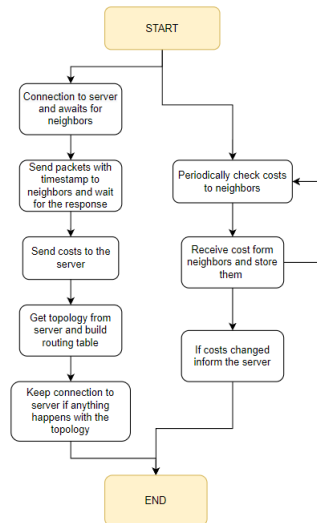 START
Connection to server
and awaits for
neighbors
Send packets with
timestamp to
neighbors and wait
for the response
Send costs to the
server
Get topology from
server and build
routing table
Keep connection to
server if anything
happens with the
topology
Periodically check costs
to neighbors
Receive cost form
neighbors and store
them
If costs changed
inform the server
END